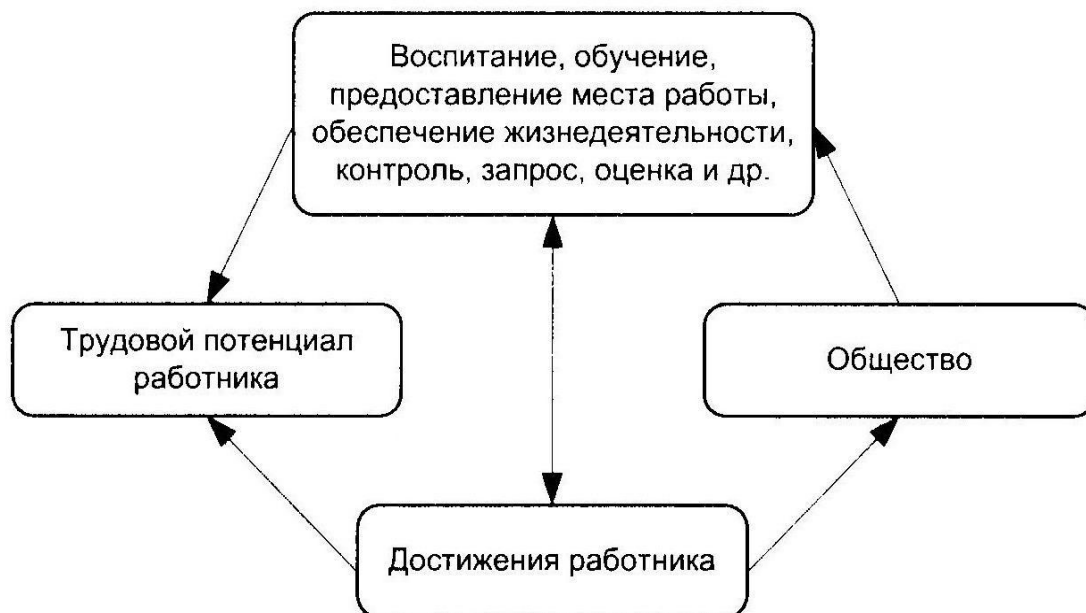 Воспитание, обучение,
предоставление места работы,
обеспечение жизнедеятельности,
контроль, запрос, оценка и др.
Трудовой потенциал
работника
Общество
Достижения работника